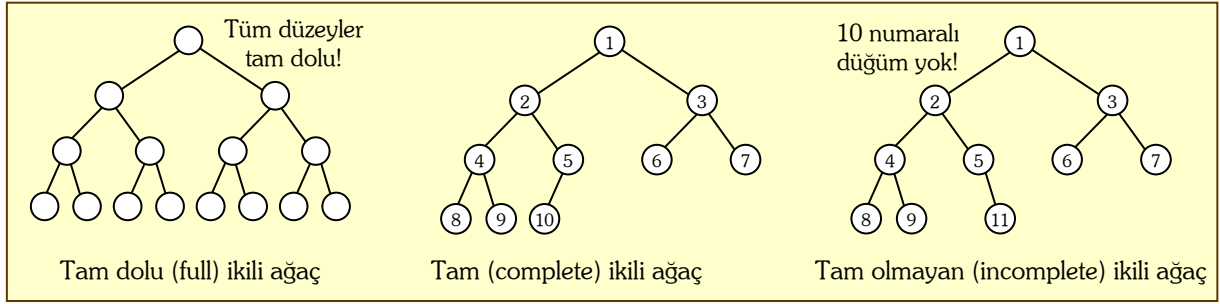 Tüm düzeyler
tam dolu!
Tam dolu (full) ikili ağaç
1
2
3
4
5
6
7
8
9
10
Tam (complete) ikili ağaç
10 numaralı
düğüm yok!
1
2
3
4
5
6
7
8
9
11
Tam olmayan (incomplete) ikili ağaç